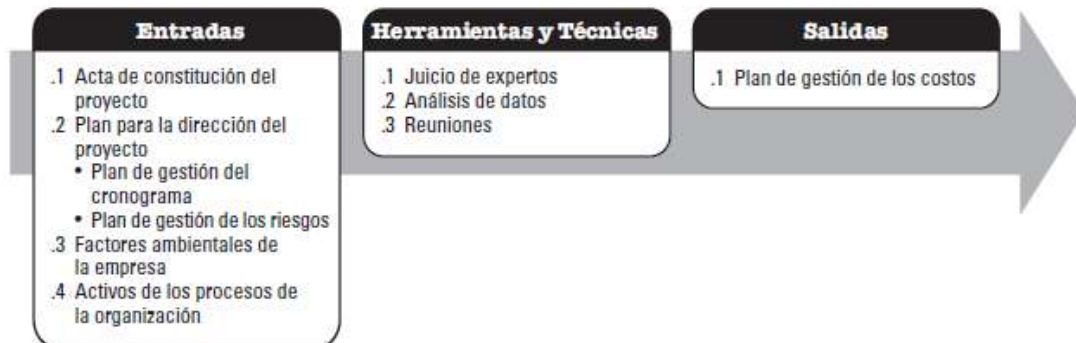 Entradas
.1 Acta de constitución del
proyecto
.2 Plan para la dirección del
proyecto
• Plan de gestión del
cronograma
• Plan de gestión de los riesgos
.3 Factores ambientales de
la empresa
.4 Activos de los procesos de
la organización
Herramientas y Técnicas
.1 Juicio de expertos
.2 Análisis de datos
.3 Reuniones
Salidas
.1 Plan de gestión de los costos